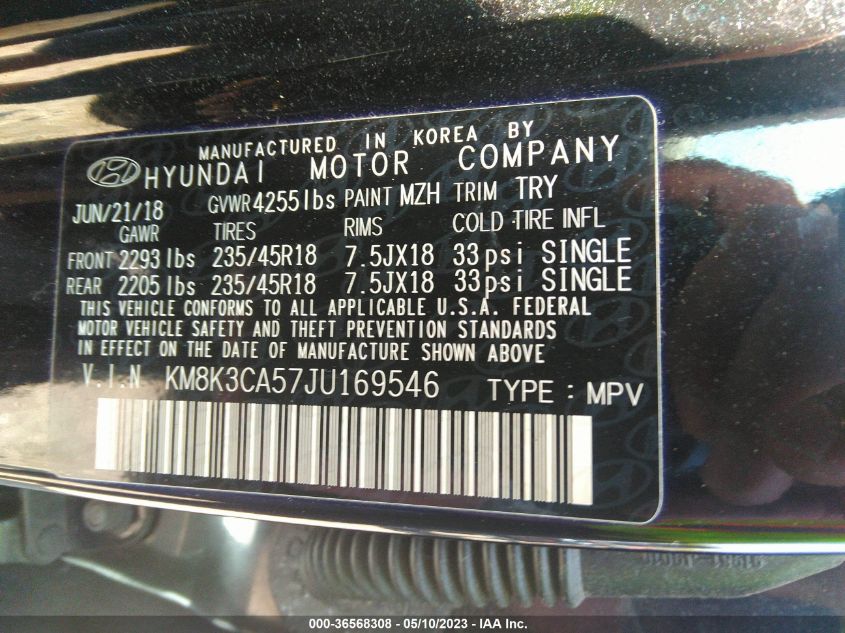 MANUFACTURED IN KOREA BY
HYUNDAI MOTOR COMPANY
JUN/21/18 GVWR 4255lbs PAINT MZH TRIM TRY
GAWR TIRES RIMS COLD TIRE INFL
FRONT 2293 lbs 235/45R18 7.5JX18 33psi SINGLE
REAR 2205 lbs 235/45R18 7.5JX18 33psi SINGLE
THIS VEHICLE CONFORMS TO ALL APPLICABLE U.S.A. FEDERAL
MOTOR VEHICLE SAFETY AND THEFT PREVENTION STANDARDS
IN EFFECT ON THE DATE OF MANUFACTURE SHOWN ABOVE
V.I.N KM8K3CA57JU169546 TYPE : MPV
000-36568308 - 05/10/2023 - IAA Inc.